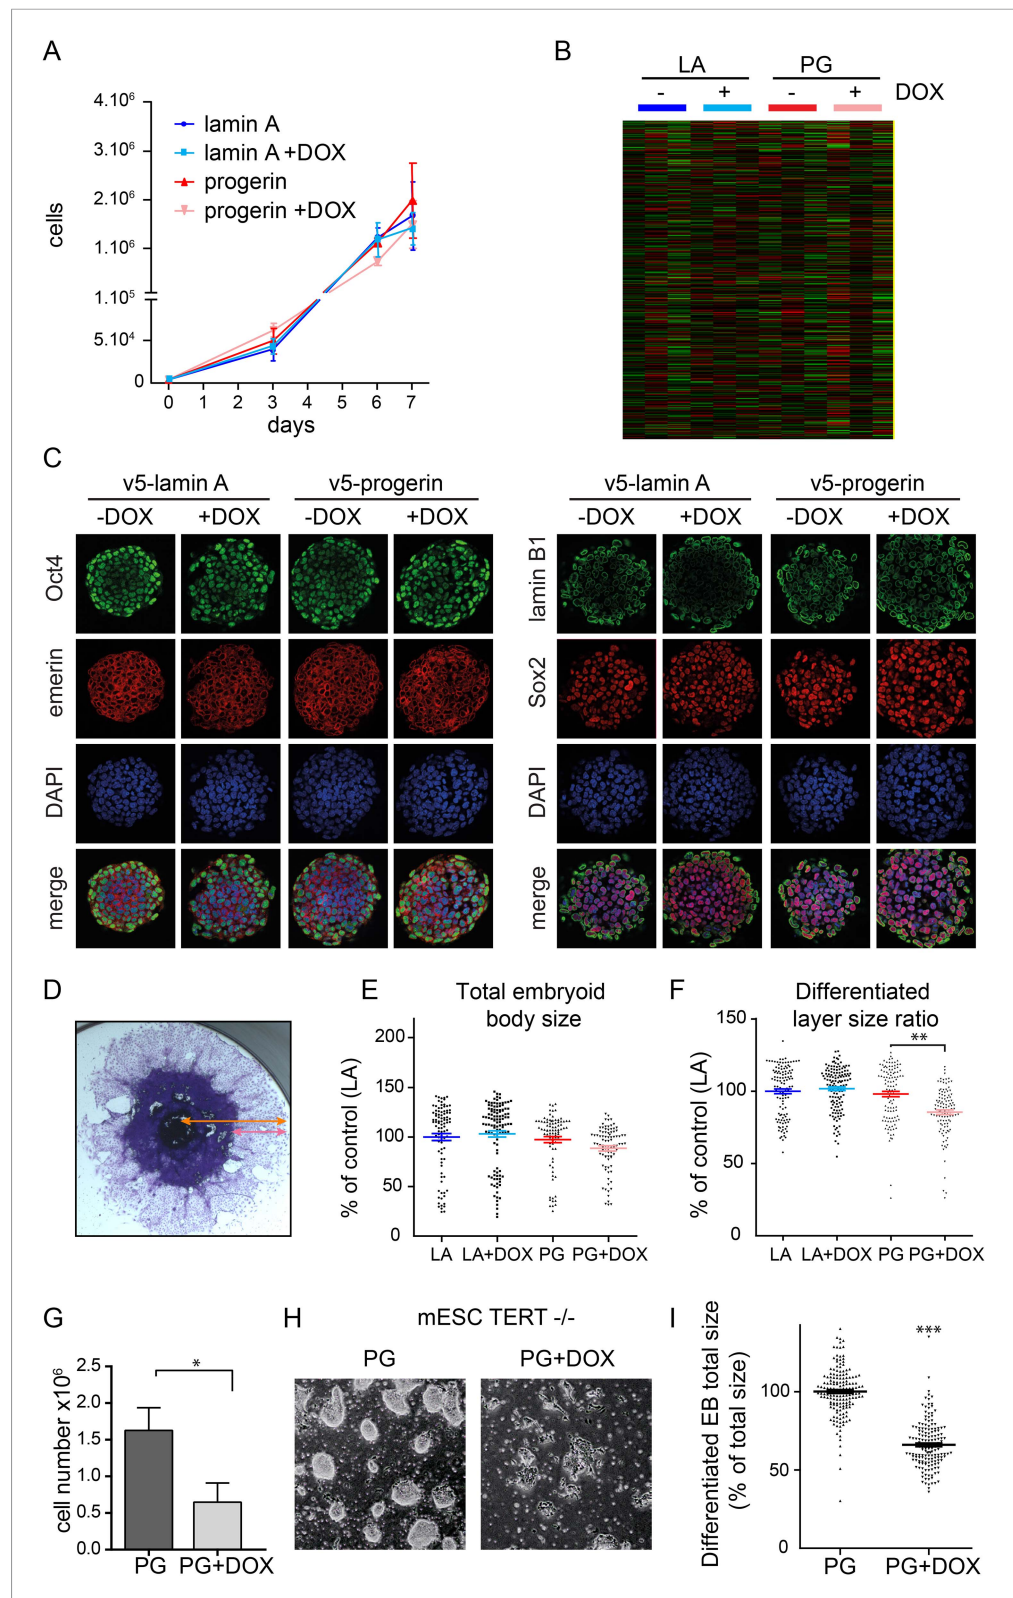 A
4.10⁶
3.10⁶
2.10⁶
1.10⁶
1.10⁵
5.10⁴
0
cells
lamin A
lamin A +DOX
progerin
progerin +DOX
0 1 2 3 4 5 6 7
days
B
LA PG
- + - + DOX
C
v5-lamin A v5-progerin
-DOX +DOX -DOX +DOX
Oct4
emerin
DAPI
merge
v5-lamin A v5-progerin
-DOX +DOX -DOX +DOX
lamin B1
Sox2
DAPI
merge
D
E
Total embryoid
body size
% of control (LA)
200
150
100
50
0
LA LA+DOX PG PG+DOX
F
Differentiated
layer size ratio
% of control (LA)
150
100
50
0
**
LA LA+DOX PG PG+DOX
G
cell number x10⁶
2.5
2.0
1.5
1.0
0.5
0.0
*
PG PG+DOX
H
mESC TERT -/-
PG PG+DOX
I
Differentiated EB total size
(% of total size)
100
50
0
***
PG PG+DOX